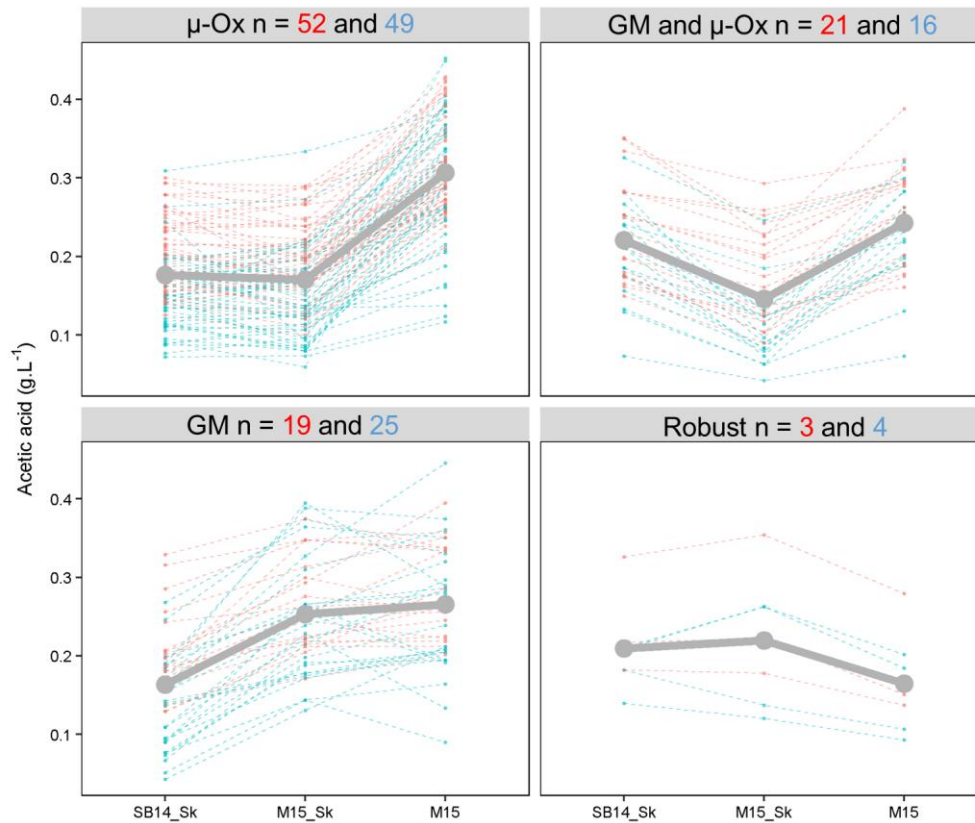 μ-Ox n = 52 and 49
GM and μ-Ox n = 21 and 16
Acetic acid (g.L⁻¹)
0.4
0.3
0.2
0.1
GM n = 19 and 25
Robust n = 3 and 4
0.4
0.3
0.2
0.1
SB14_Sk M15_Sk M15 SB14_Sk M15_Sk M15